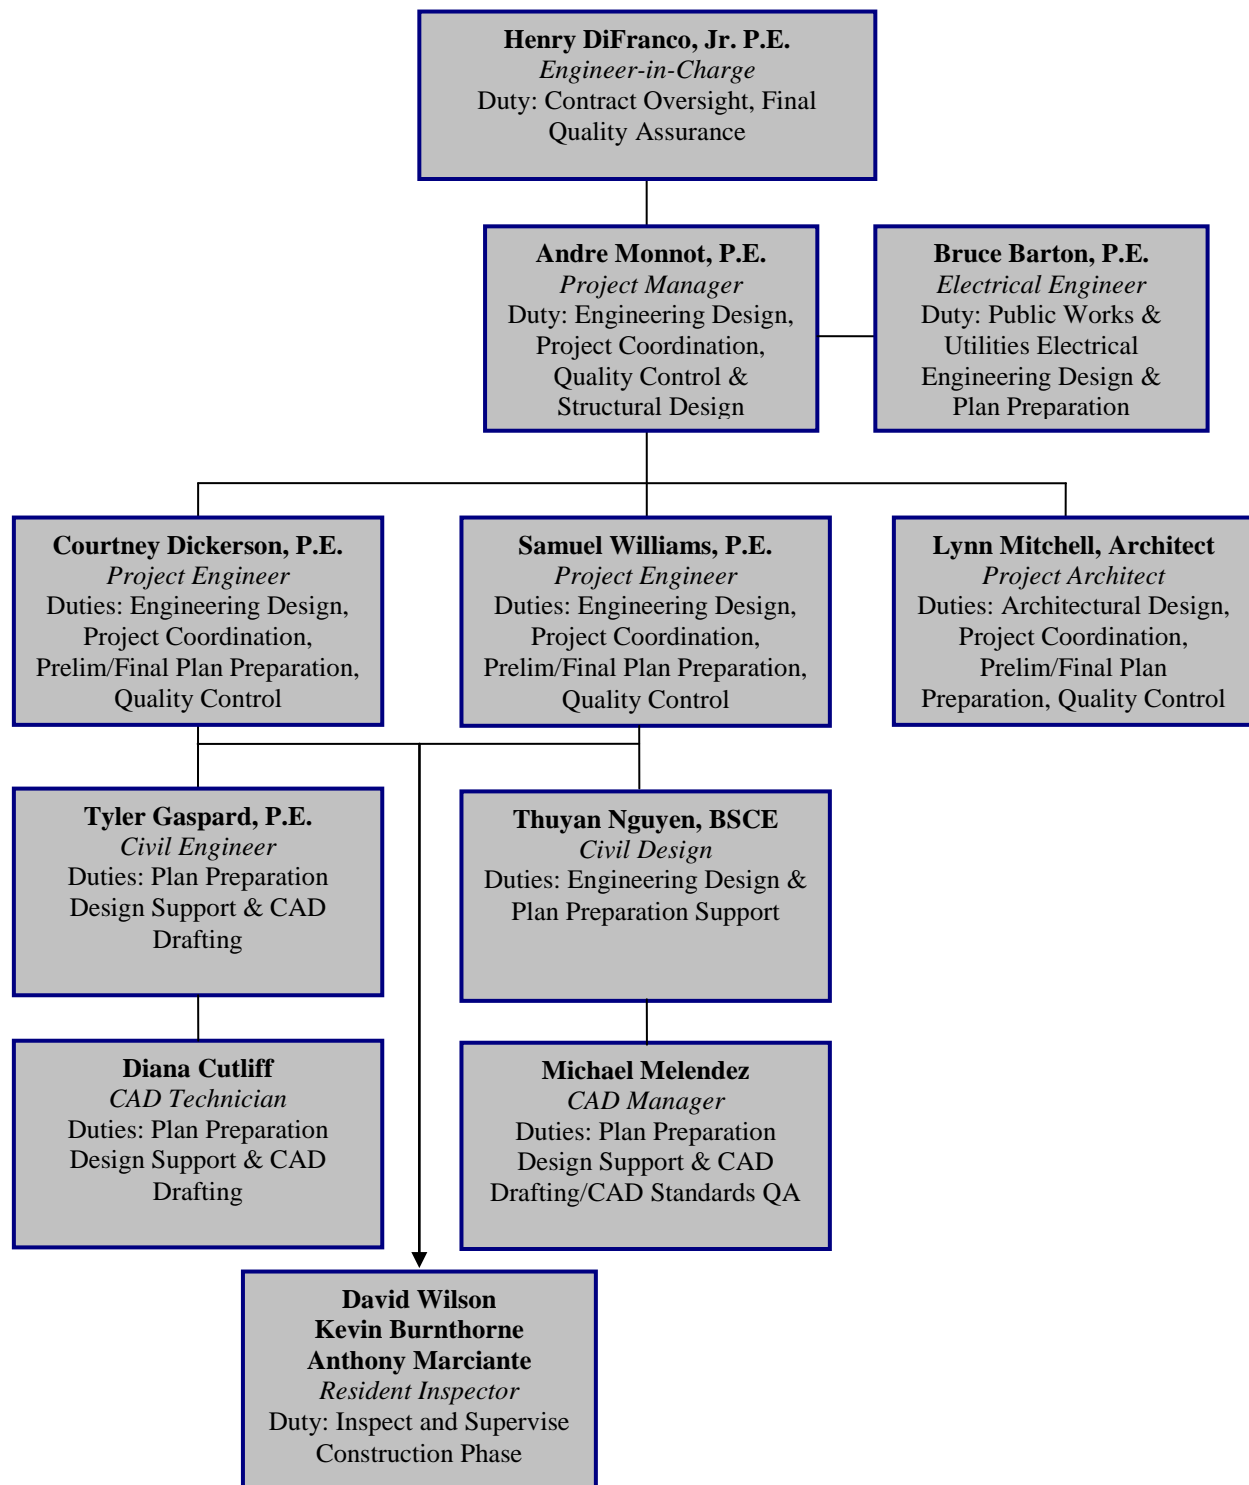 Henry DiFranco, Jr. P.E.
Engineer-in-Charge
Duty: Contract Oversight, Final
Quality Assurance
Andre Monnot, P.E.
Project Manager
Duty: Engineering Design,
Project Coordination,
Quality Control &
Structural Design
Bruce Barton, P.E.
Electrical Engineer
Duty: Public Works &
Utilities Electrical
Engineering Design &
Plan Preparation
Courtney Dickerson, P.E.
Project Engineer
Duties: Engineering Design,
Project Coordination,
Prelim/Final Plan Preparation,
Quality Control
Samuel Williams, P.E.
Project Engineer
Duties: Engineering Design,
Project Coordination,
Prelim/Final Plan Preparation,
Quality Control
Lynn Mitchell, Architect
Project Architect
Duties: Architectural Design,
Project Coordination,
Prelim/Final Plan
Preparation, Quality Control
Tyler Gaspard, P.E.
Civil Engineer
Duties: Plan Preparation
Design Support & CAD
Drafting
Thuyan Nguyen, BSCE
Civil Design
Duties: Engineering Design &
Plan Preparation Support
Diana Cutliff
CAD Technician
Duties: Plan Preparation
Design Support & CAD
Drafting
Michael Melendez
CAD Manager
Duties: Plan Preparation
Design Support & CAD
Drafting/CAD Standards QA
David Wilson
Kevin Burnthorne
Anthony Marciante
Resident Inspector
Duty: Inspect and Supervise
Construction Phase